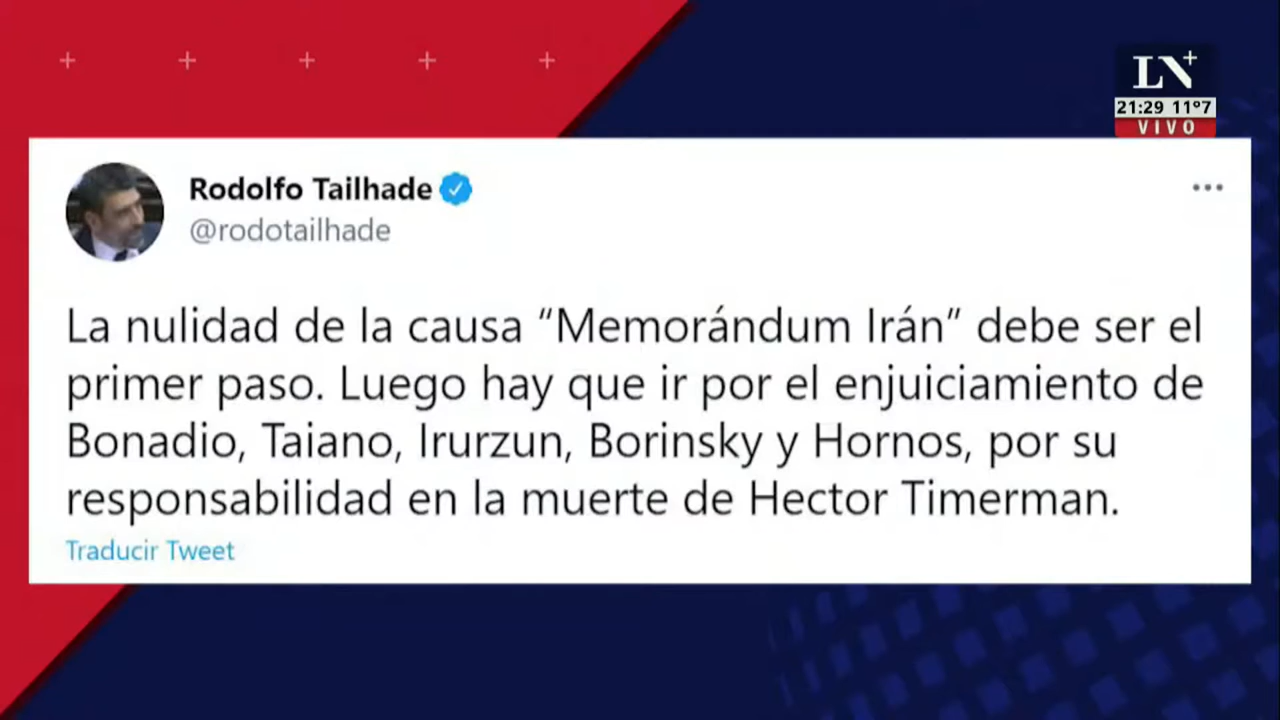 LN+
21:29 11°7
VIVO
Rodolfo Tailhade
@rodotailhade
La nulidad de la causa “Memorándum Irán” debe ser el
primer paso. Luego hay que ir por el enjuiciamiento de
Bonadio, Taiano, Irurzun, Borinsky y Hornos, por su
responsabilidad en la muerte de Hector Timerman.
Traducir Tweet